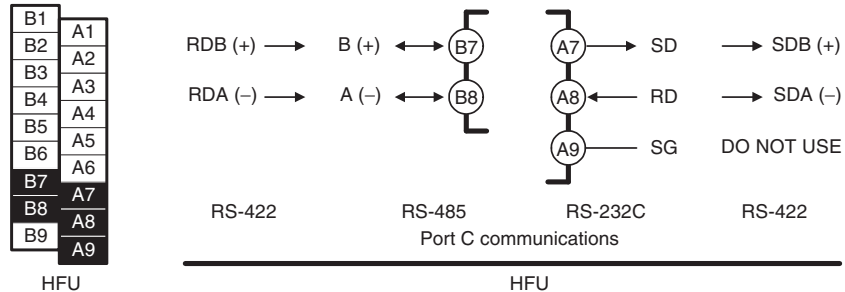 B1
B2
B3
B4
B5
B6
B7
B8
B9
A1
A2
A3
A4
A5
A6
A7
A8
A9
HFU
RDB (+) B (+) B7 A7 SD SDB (+)
RDA (−) A (−) B8 A8 RD SDA (−)
A9 SG DO NOT USE
RS-422 RS-485 RS-232C RS-422
Port C communications
HFU